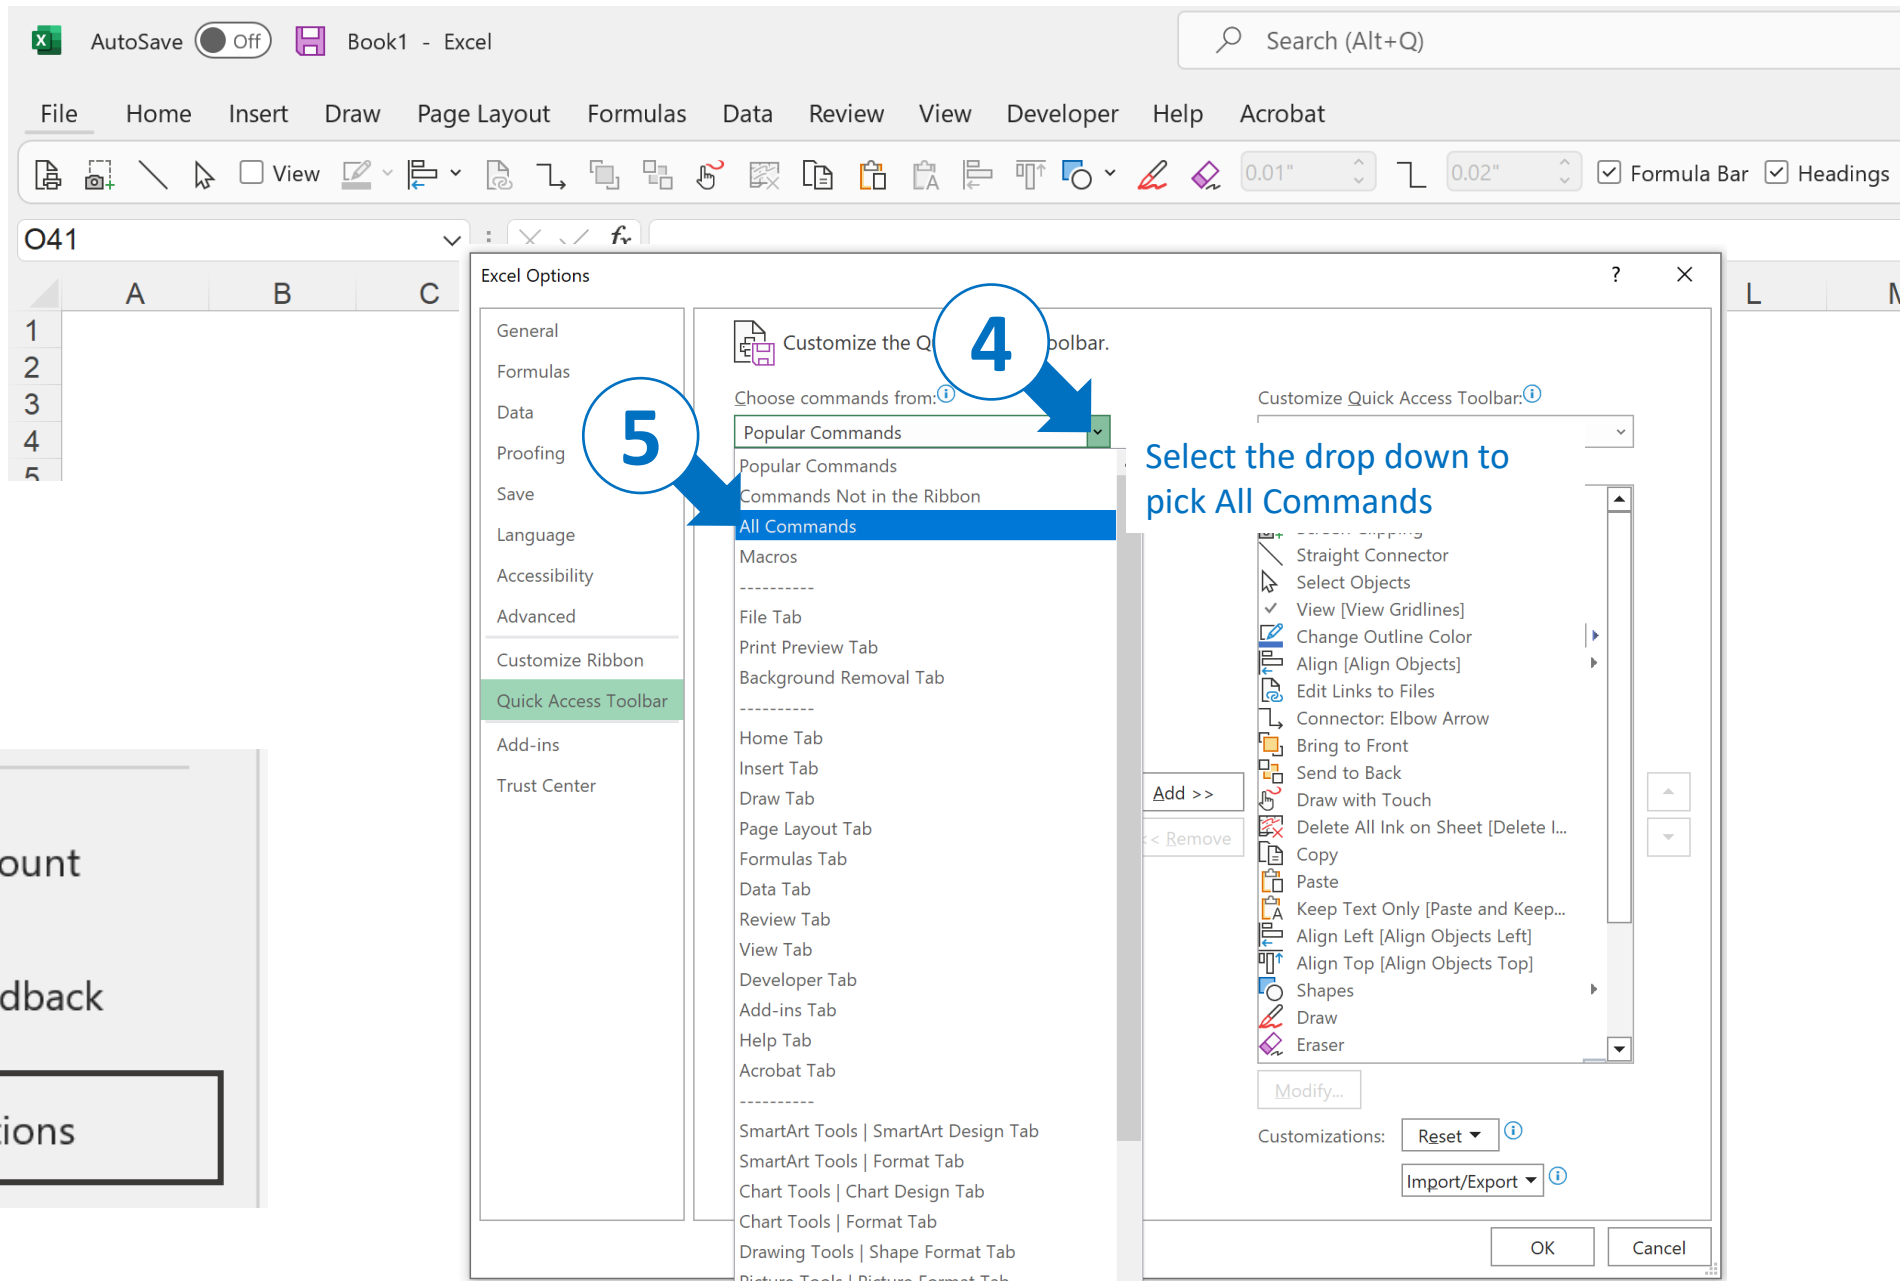 AutoSave Off Book1 - Excel Search (Alt+Q)
File Home Insert Draw Page Layout Formulas Data Review View Developer Help Acrobat
View 0.01" 0.02" Formula Bar Headings
O41 fx
A B C L
1
2
3
4
5
Excel Options ?
General
Formulas
Data
Proofing
Save
Language
Accessibility
Advanced
Customize Ribbon
Quick Access Toolbar
Add-ins
Trust Center
Customize the Q olbar.
4
5
Choose commands from:
Popular Commands
Popular Commands
Commands Not in the Ribbon
All Commands
Macros
----------
File Tab
Print Preview Tab
Background Removal Tab
----------
Home Tab
Insert Tab
Draw Tab
Page Layout Tab
Formulas Tab
Data Tab
Review Tab
View Tab
Developer Tab
Add-ins Tab
Help Tab
Acrobat Tab
----------
SmartArt Tools | SmartArt Design Tab
SmartArt Tools | Format Tab
Chart Tools | Chart Design Tab
Chart Tools | Format Tab
Drawing Tools | Shape Format Tab
Picture Tools | Picture Format Tab
Add >>
<< Remove
Customize Quick Access Toolbar:
Select the drop down to
pick All Commands
Screen Clipping
Straight Connector
Select Objects
View [View Gridlines]
Change Outline Color
Align [Align Objects]
Edit Links to Files
Connector: Elbow Arrow
Bring to Front
Send to Back
Draw with Touch
Delete All Ink on Sheet [Delete I...
Copy
Paste
Keep Text Only [Paste and Keep...
Align Left [Align Objects Left]
Align Top [Align Objects Top]
Shapes
Draw
Eraser
Modify...
Customizations: Reset
Import/Export
OK Cancel
ount
dback
tions